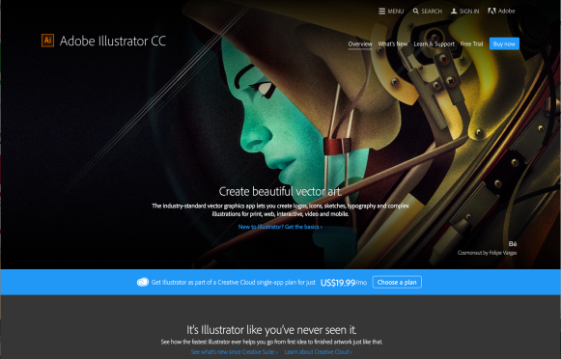 MENU SEARCH SIGN IN Adobe
Ai Adobe Illustrator CC
Overview What's New Learn & Support Free Trial Buy now
Create beautiful vector art.
The industry-standard vector graphics app lets you create logos, icons, sketches, typography and complex
illustrations for print, web, interactive, video and mobile.
New to Illustrator? Get the basics ›
Bē
Cosmonaut by Felipe Vargas
Get Illustrator as part of a Creative Cloud single-app plan for just US$19.99/mo Choose a plan
It's Illustrator like you've never seen it.
See how the fastest Illustrator ever helps you go from first idea to finished artwork just like that.
See what's new since Creative Suite › Learn about Creative Cloud ›